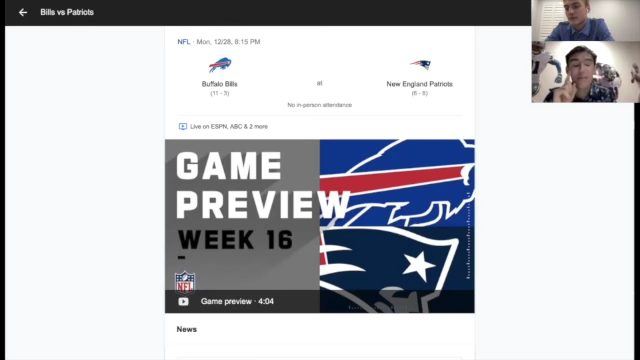 Bills vs Patriots
NFL · Mon, 12/28, 8:15 PM
Buffalo Bills
at
New England Patriots
(11 - 3)
(6 - 8)
No in-person attendance
Live on ESPN, ABC & 2 more
GAME
PREVIEW
WEEK 16
NFL
Game preview · 4:04
News